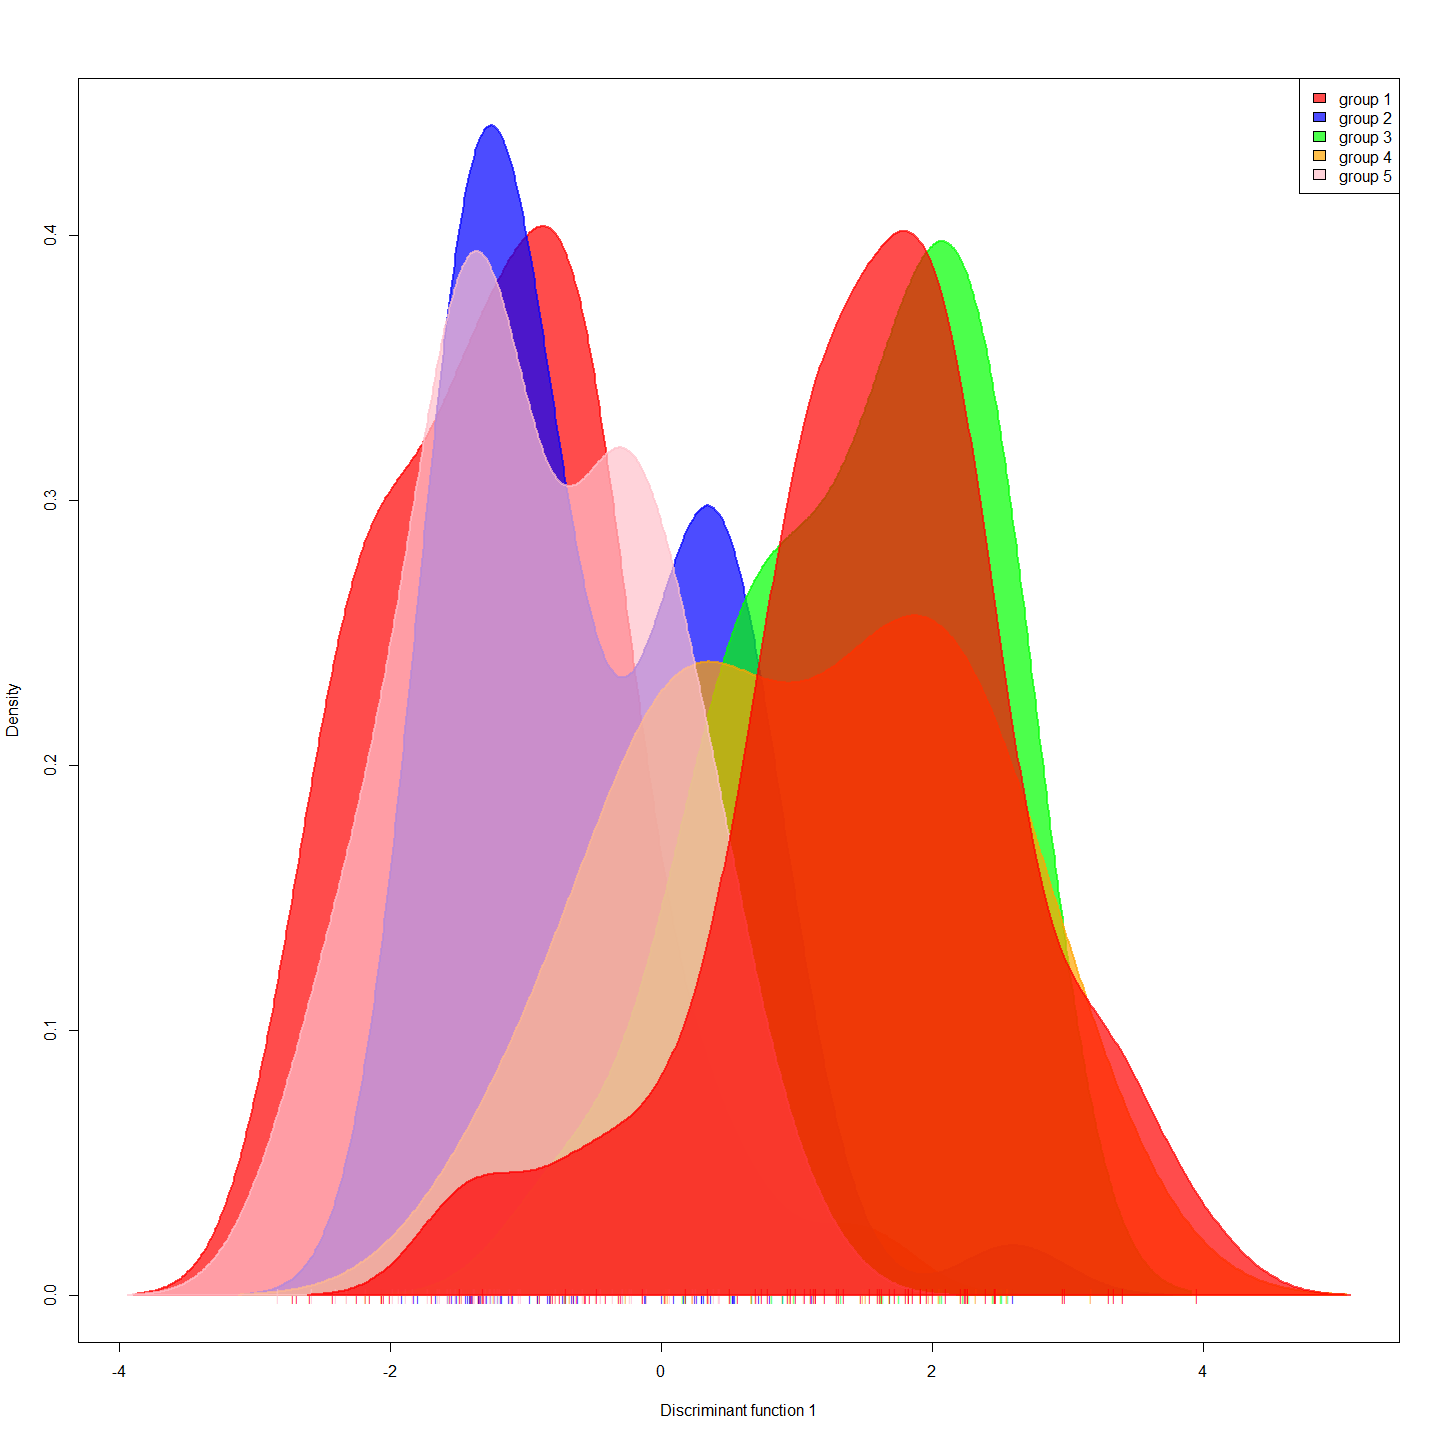 group 1
group 2
group 3
group 4
group 5
Density
0.4
0.3
0.2
0.1
0.0
-4 -2 0 2 4
Discriminant function 1